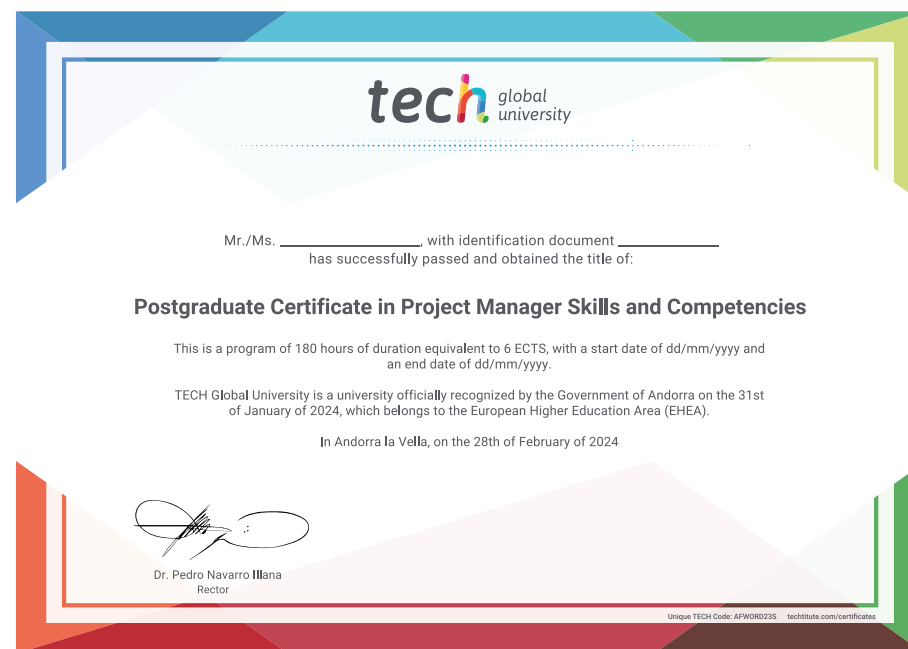 tech global university
Mr./Ms. ____________, with identification document ____________
has successfully passed and obtained the title of:
Postgraduate Certificate in Project Manager Skills and Competencies
This is a program of 180 hours of duration equivalent to 6 ECTS, with a start date of dd/mm/yyyy and
an end date of dd/mm/yyyy.
TECH Global University is a university officially recognized by the Government of Andorra on the 31st
of January of 2024, which belongs to the European Higher Education Area (EHEA).
In Andorra la Vella, on the 28th of February of 2024
Dr. Pedro Navarro Illana
Rector
Unique TECH Code: AFWORD23S techtitute.com/certificates